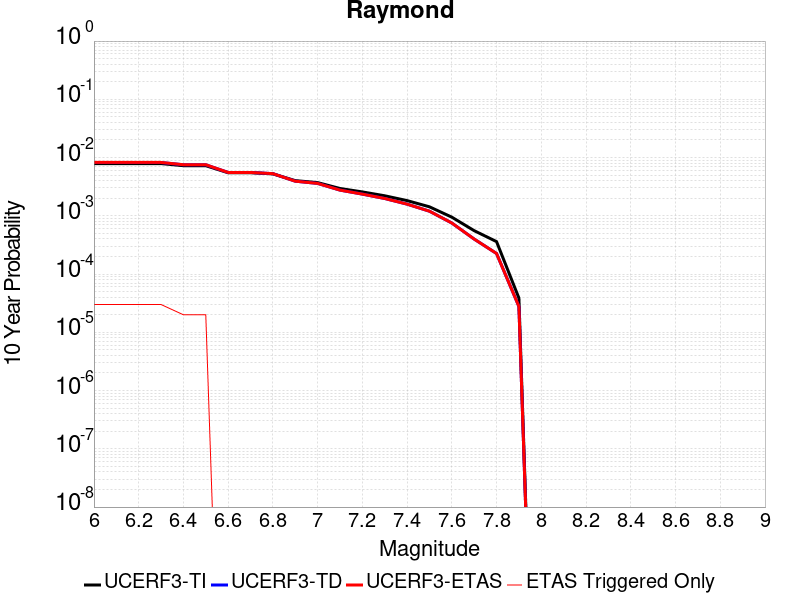 Raymond
10^0
10^-1
10^-2
10^-3
10^-4
10^-5
10^-6
10^-7
10^-8
10 Year Probability
6 6.2 6.4 6.6 6.8 7 7.2 7.4 7.6 7.8 8 8.2 8.4 8.6 8.8 9
Magnitude
UCERF3-TI UCERF3-TD UCERF3-ETAS ETAS Triggered Only